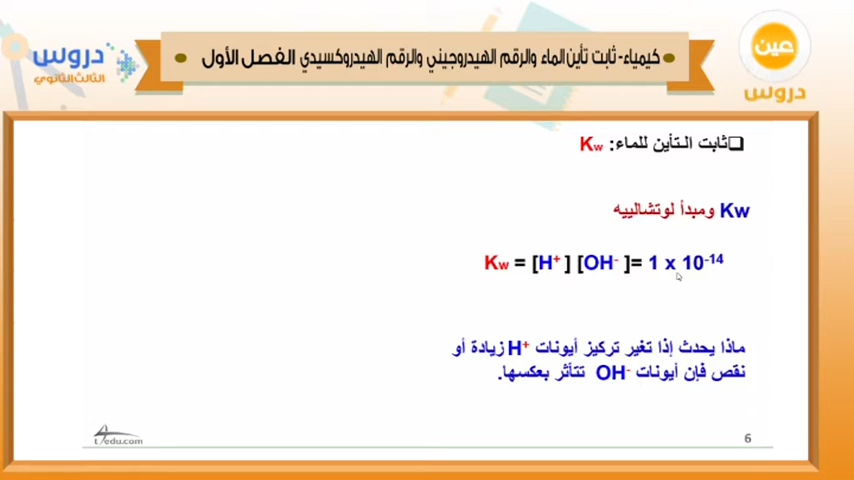 كيمياء- ثابت تأين الماء والرقم الهيدروجيني والرقم الهيدروكسيدي الفصل الأول
عين
دروس
دروس
الثالث الثانوي
ثابت التأين للماء: Kw
Kw ومبدأ لوتشالييه
Kw = [H⁺ ] [OH⁻ ]= 1 x 10⁻¹⁴
ماذا يحدث إذا تغير تركيز أيونات H⁺ زيادة أو
نقص فإن أيونات OH⁻ تتأثر بعكسها.
t4edu.com
6